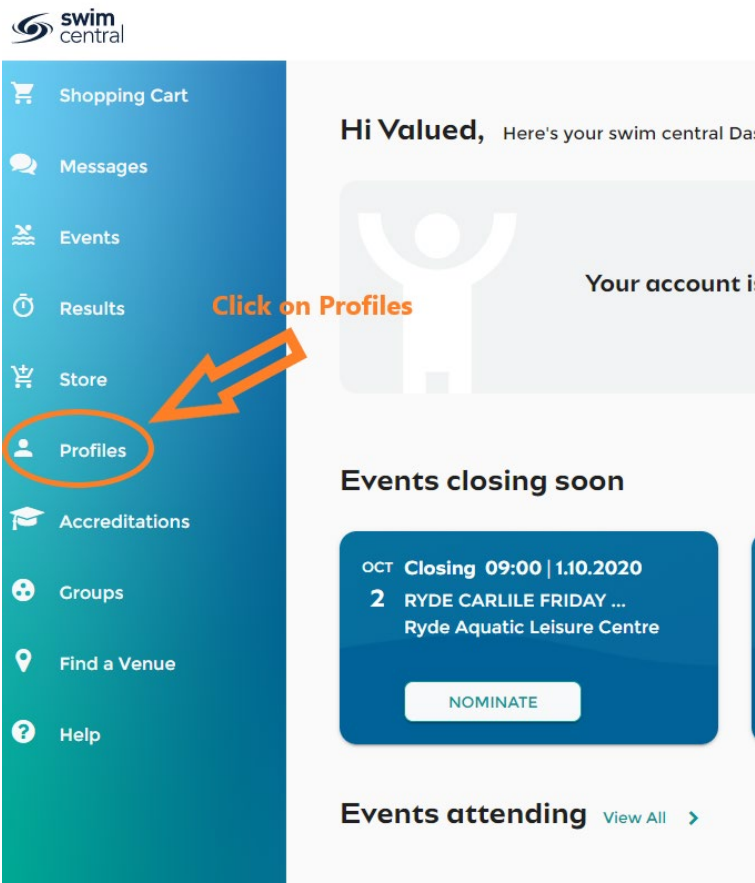 swim
central
Shopping Cart
Messages
Events
Results
Store
Profiles
Accreditations
Groups
Find a Venue
Help
Hi Valued, Here's your swim central Das
Click on Profiles
Your account is
Events closing soon
OCT Closing 09:00 | 1.10.2020
2 RYDE CARLILE FRIDAY ...
Ryde Aquatic Leisure Centre
NOMINATE
Events attending View All >